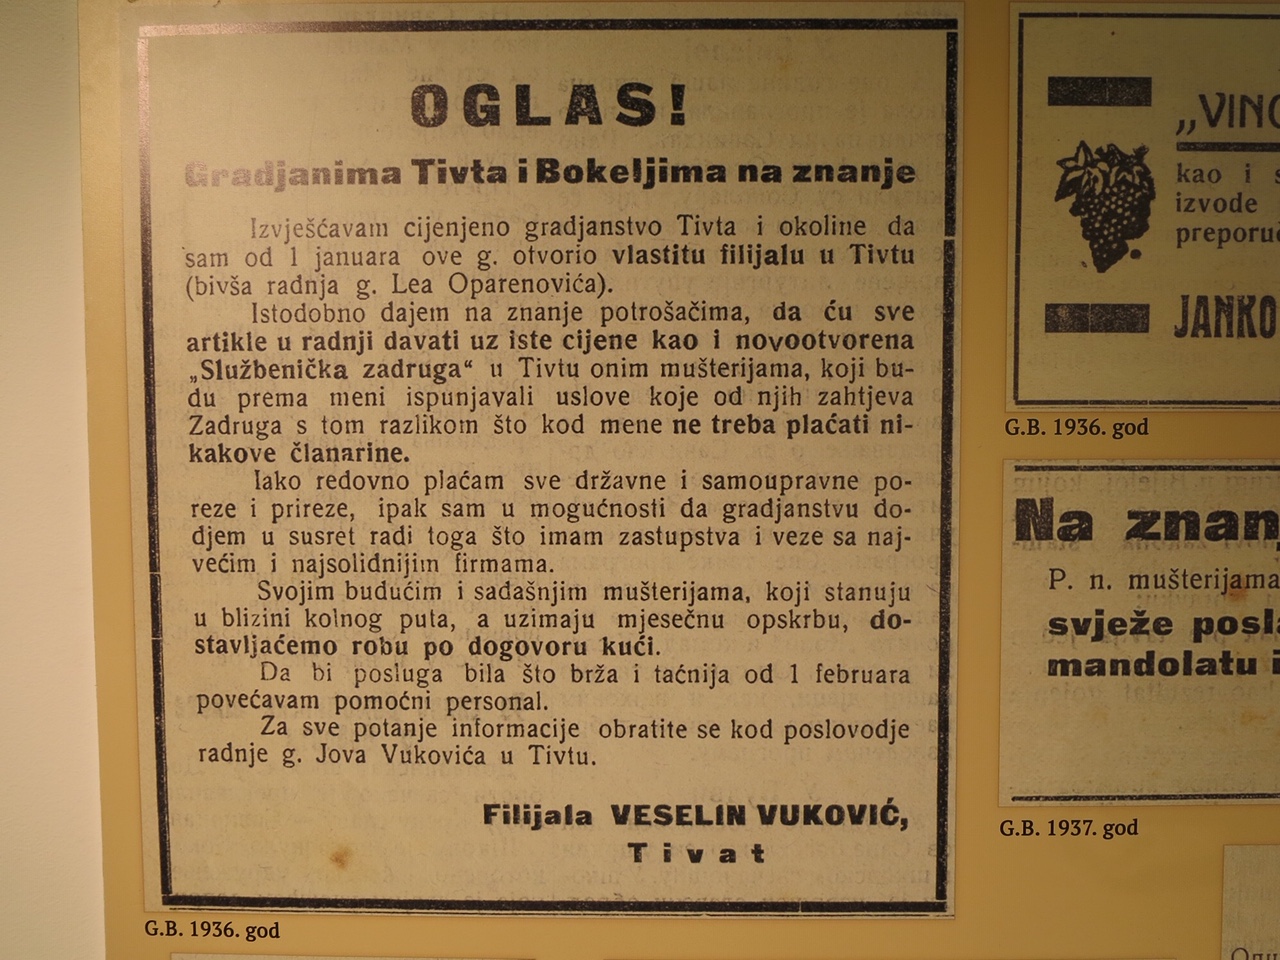 OGLAS!
Gradjanima Tivta i Bokeljima na znanje
Izvješćavam cijenjeno gradjanstvo Tivta i okoline da
sam od 1 januara ove g. otvorio vlastitu filijalu u Tivtu
(bivša radnja g. Lea Oparenovića).
Istodobno dajem na znanje potrošačima, da ću sve
artikle u radnji davati uz iste cijene kao i novootvorena
„Službenička zadruga“ u Tivtu onim mušterijama, koji bu-
du prema meni ispunjavali uslove koje od njih zahtjeva
Zadruga s tom razlikom što kod mene ne treba plaćati ni-
kakove članarine.
Iako redovno plaćam sve državne i samoupravne po-
reze i prireze, ipak sam u mogućnosti da gradjanstvu do-
djem u susret radi toga što imam zastupstva i veze sa naj-
većim i najsolidnijim firmama.
Svojim budućim i sadašnjim mušterijama, koji stanuju
u blizini kolnog puta, a uzimaju mjesečnu opskrbu, do-
stavljaćemo robu po dogovoru kući.
Da bi posluga bila što brža i taćnija od 1 februara
povećavam pomoćni personal.
Za sve potanje informacije obratite se kod poslovodje
radnje g. Jova Vukovića u Tivtu.
Filijala VESELIN VUKOVIĆ,
Tivat
G.B. 1936. god
„VINO
kao i s
izvode
preporuč
JANKO
G.B. 1936. god
Na znan
P. n. mušterijama
svježe posla
mandolatu i
G.B. 1937. god